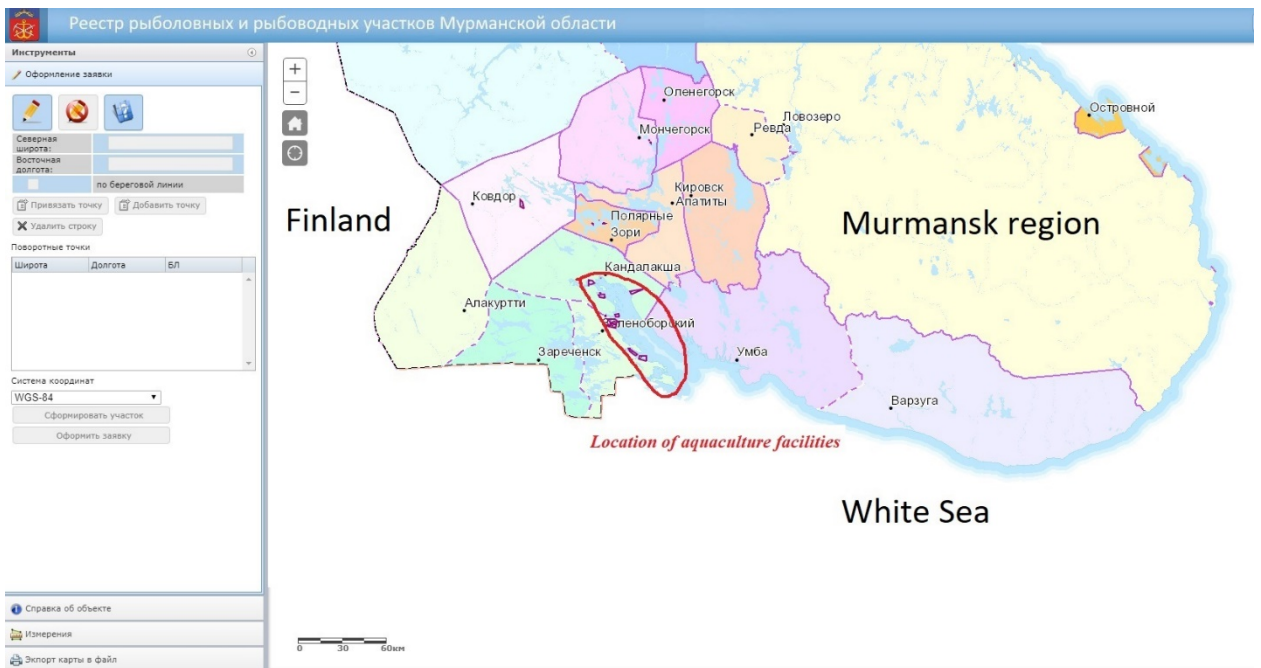 Реестр рыболовных и рыбоводных участков Мурманской области
Инструменты
Оформление заявки
Северная
широта:
Восточная
долгота:
по береговой линии
Привязать точку
Добавить точку
Удалить строку
Поворотные точки
Широта Долгота БЛ
Система координат
WGS-84
Сформировать участок
Оформить заявку
Справка об объекте
Измерения
Экспорт карты в файл
+
−
Оленегорск
Островной
Мончегорск
Ревда
Ловозеро
Ковдор
Кировск
Апатиты
Полярные
Зори
Finland
Murmansk region
Кандалакша
Алакуртти
Зареченск
Умба
Варзуга
Location of aquaculture facilities
White Sea
0 30 60км